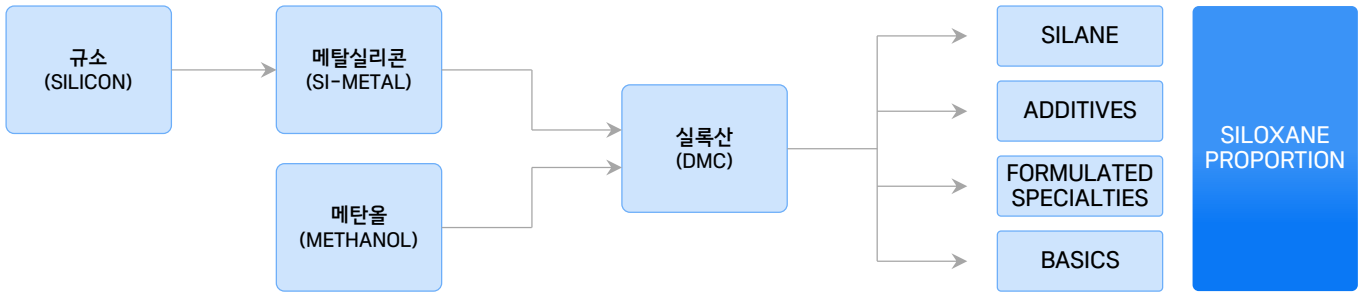 규소
(SILICON)
메탈실리콘
(SI-METAL)
메탄올
(METHANOL)
실록산
(DMC)
SILANE
ADDITIVES
FORMULATED
SPECIALTIES
BASICS
SILOXANE
PROPORTION